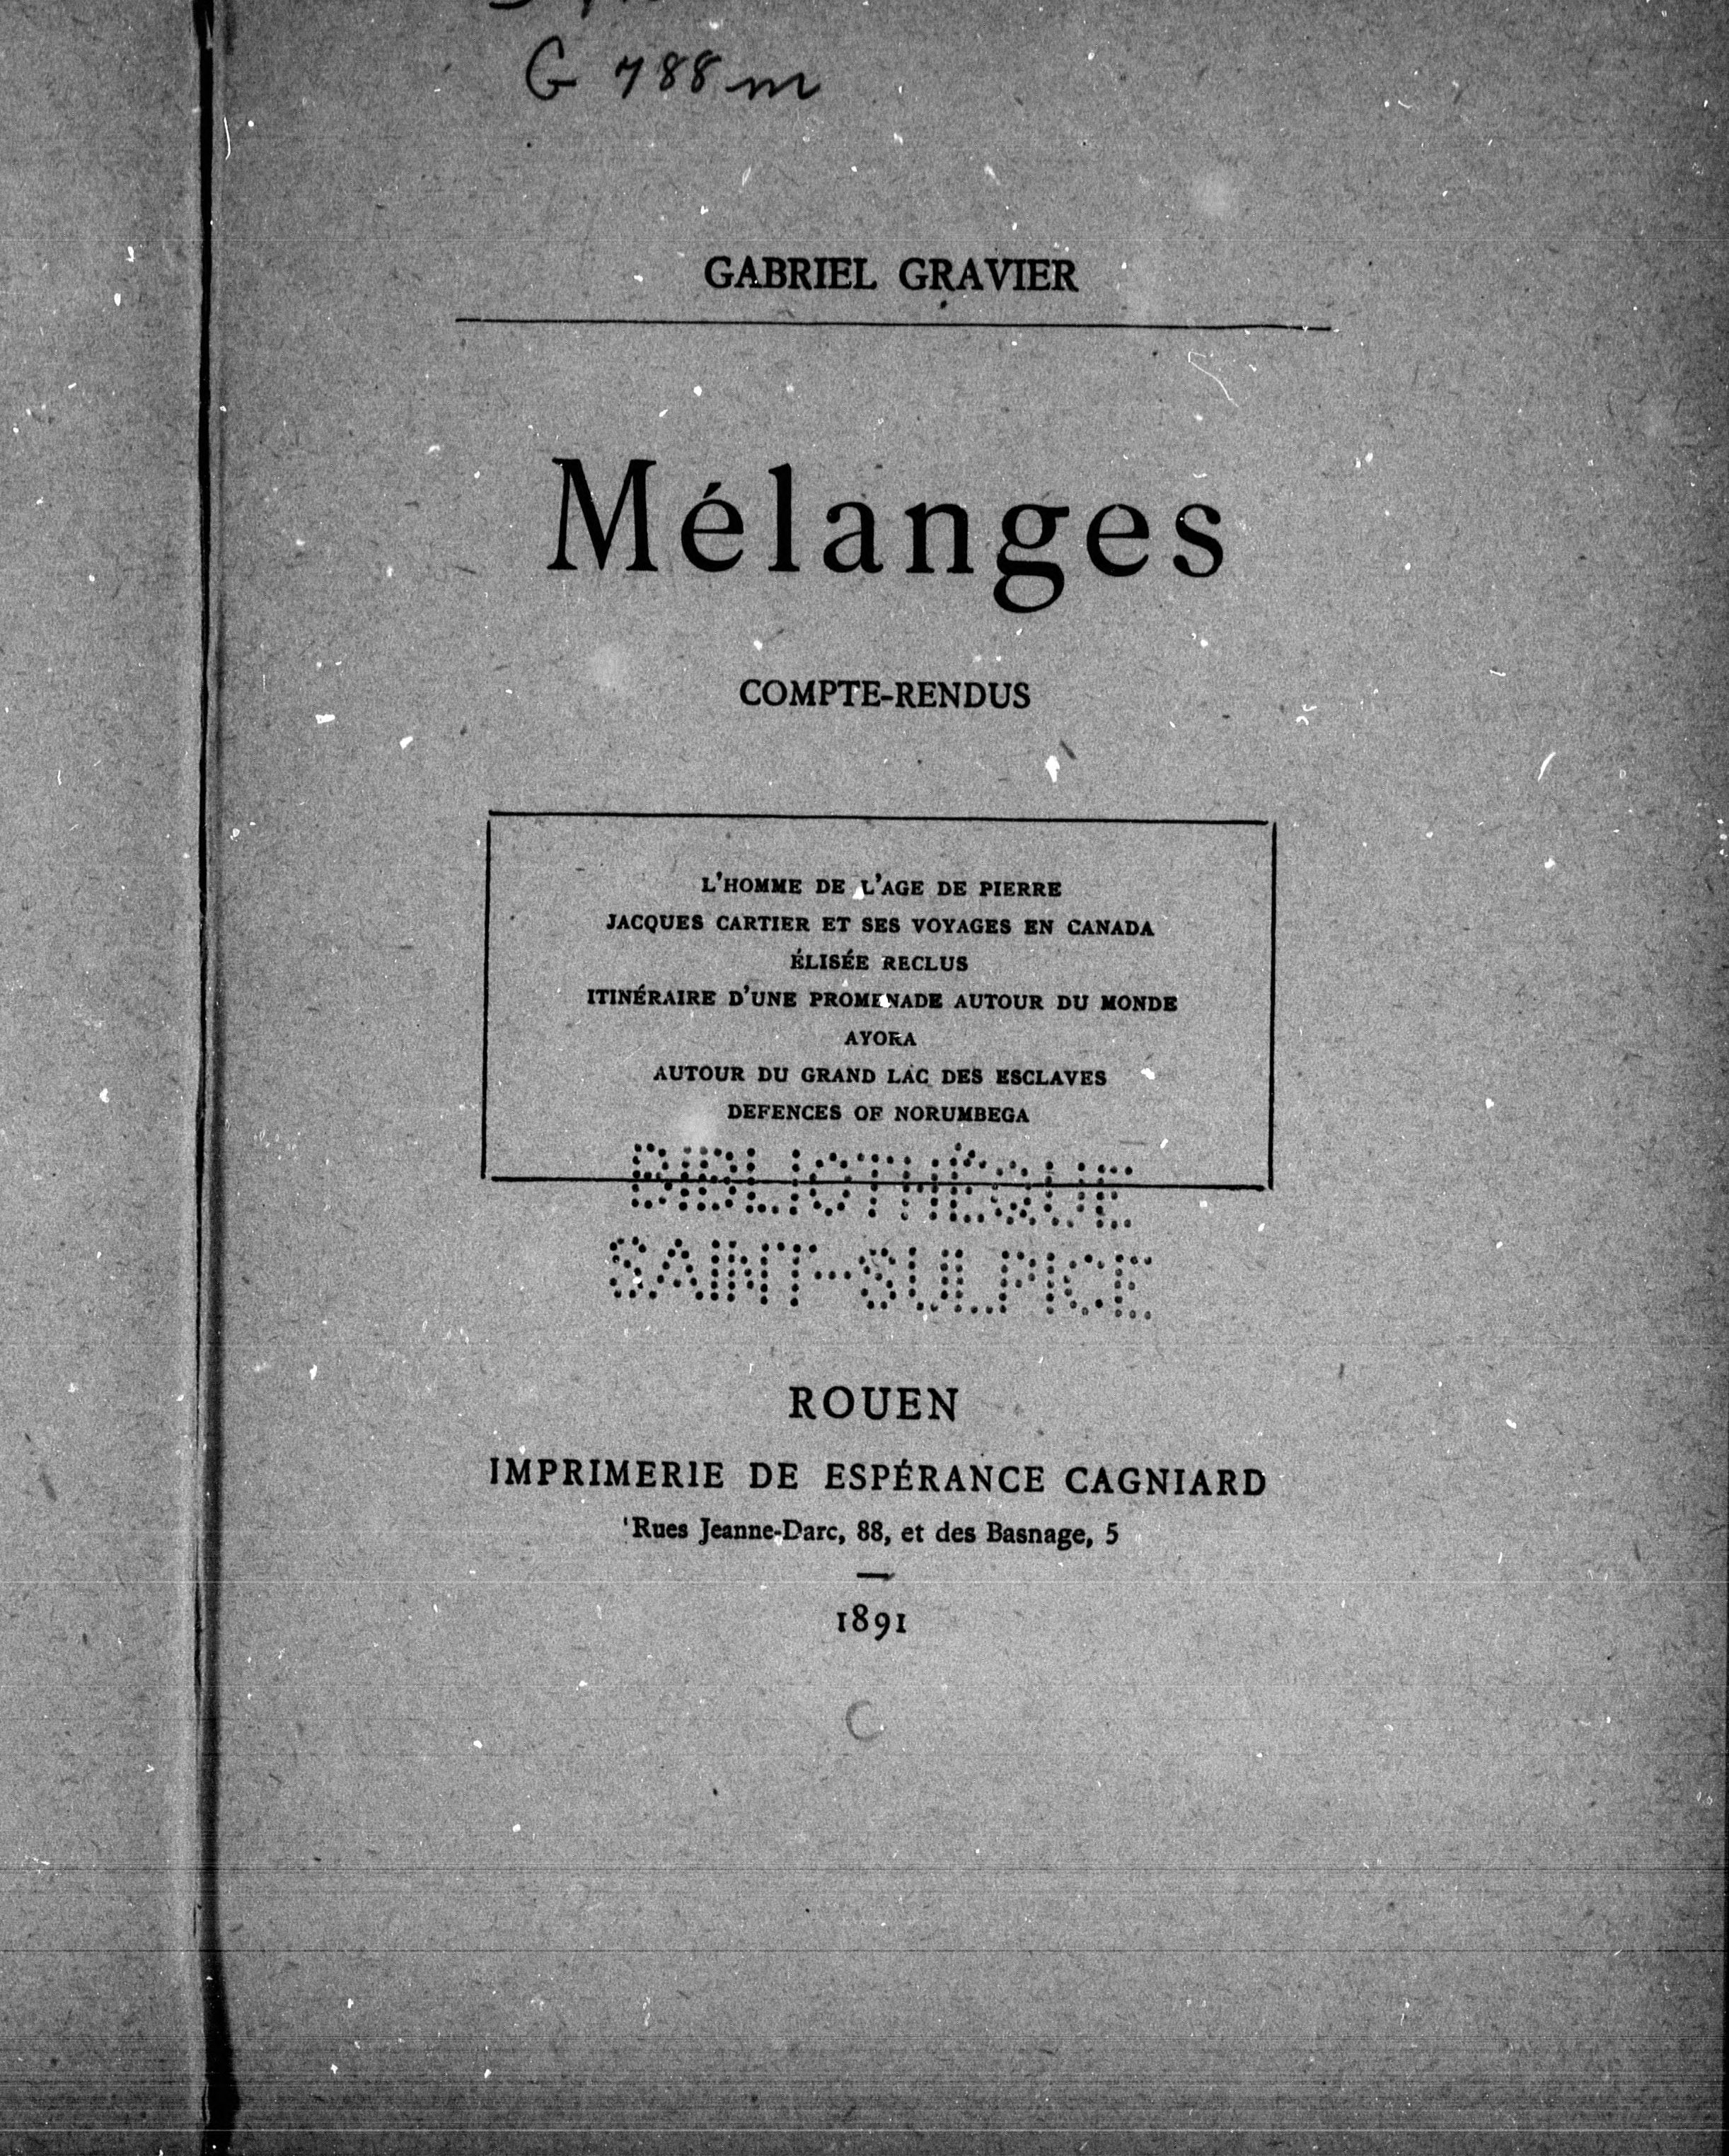 G 788 m
GABRIEL GRAVIER
Mélanges
COMPTE-RENDUS
L'HOMME DE L'AGE DE PIERRE
JACQUES CARTIER ET SES VOYAGES EN CANADA
ÉLISÉE RECLUS
ITINÉRAIRE D'UNE PROMENADE AUTOUR DU MONDE
AYORA
AUTOUR DU GRAND LAC DES ESCLAVES
DEFENCES OF NORUMBEGA
BIBLIOTHÈQUE
SAINT-SULPICE
ROUEN
IMPRIMERIE DE ESPÉRANCE CAGNIARD
Rues Jeanne-Darc, 88, et des Basnage, 5
1891
C